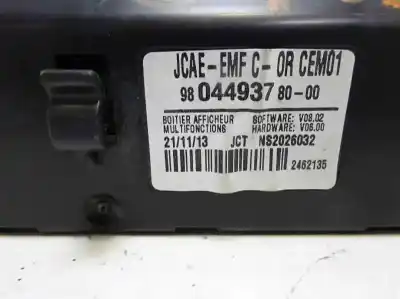 JCAE-EMF C-OR CEM01
98 044937 80-00
BOITIER AFFICHEUR SOFTWARE: V08.02
MULTIFONCTIONS HARDWARE: V06.00
21/11/13 JCT NS2026032
2462135